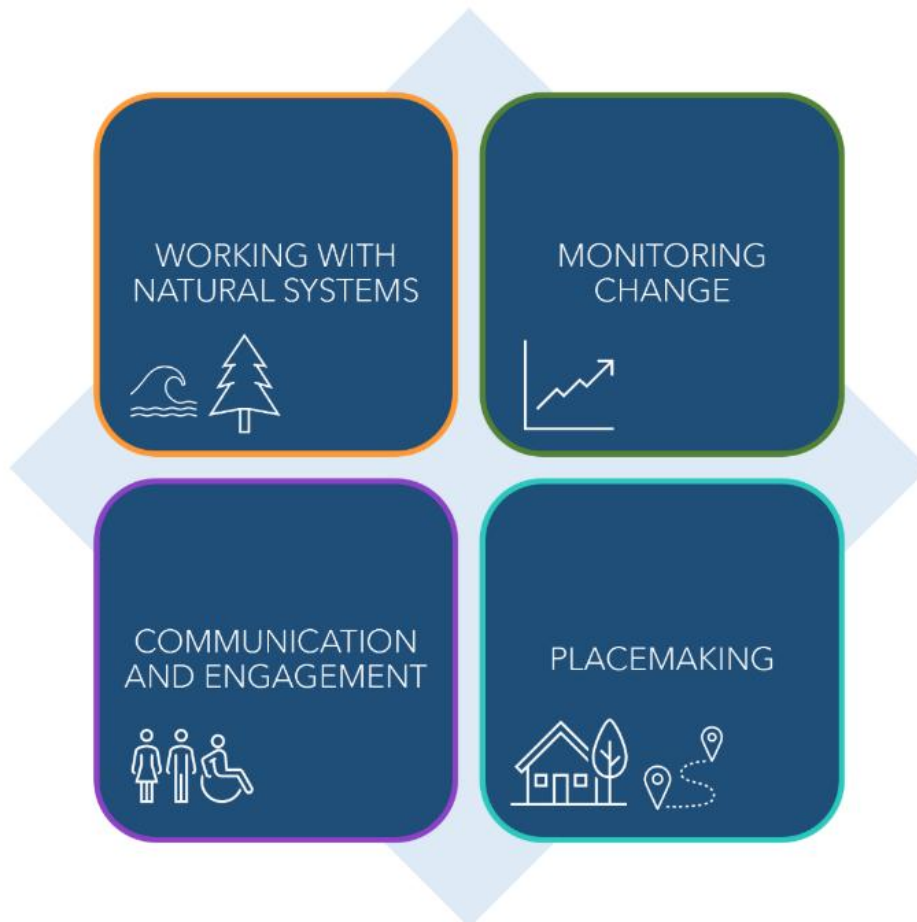 WORKING WITH
NATURAL SYSTEMS
MONITORING
CHANGE
COMMUNICATION
AND ENGAGEMENT
PLACEMAKING